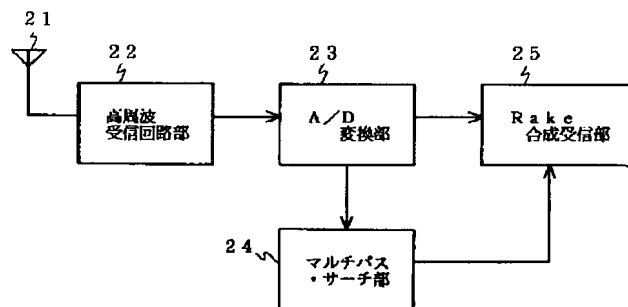 ２１
２２
２３
２５
高周波
受信回路部
Ａ／Ｄ
変換部
Ｒａｋｅ
合成受信部
２４
マルチパス
・サーチ部